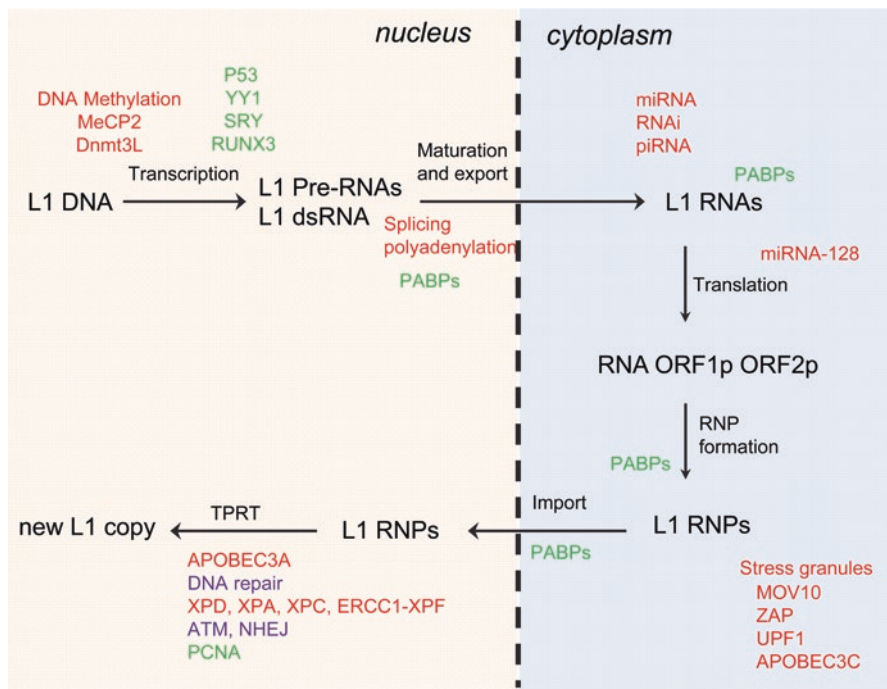 nucleus
cytoplasm
P53
YY1
SRY
RUNX3
DNA Methylation
MeCP2
Dnmt3L
Transcription
L1 DNA
L1 Pre-RNAs
L1 dsRNA
Maturation
and export
Splicing
polyadenylation
PABPs
miRNA
RNAi
piRNA
PABPs
L1 RNAs
miRNA-128
Translation
RNA ORF1p ORF2p
RNP
formation
PABPs
L1 RNPs
Stress granules
MOV10
ZAP
UPF1
APOBEC3C
Import
PABPs
L1 RNPs
TPRT
new L1 copy
APOBEC3A
DNA repair
XPD, XPA, XPC, ERCC1-XPF
ATM, NHEJ
PCNA